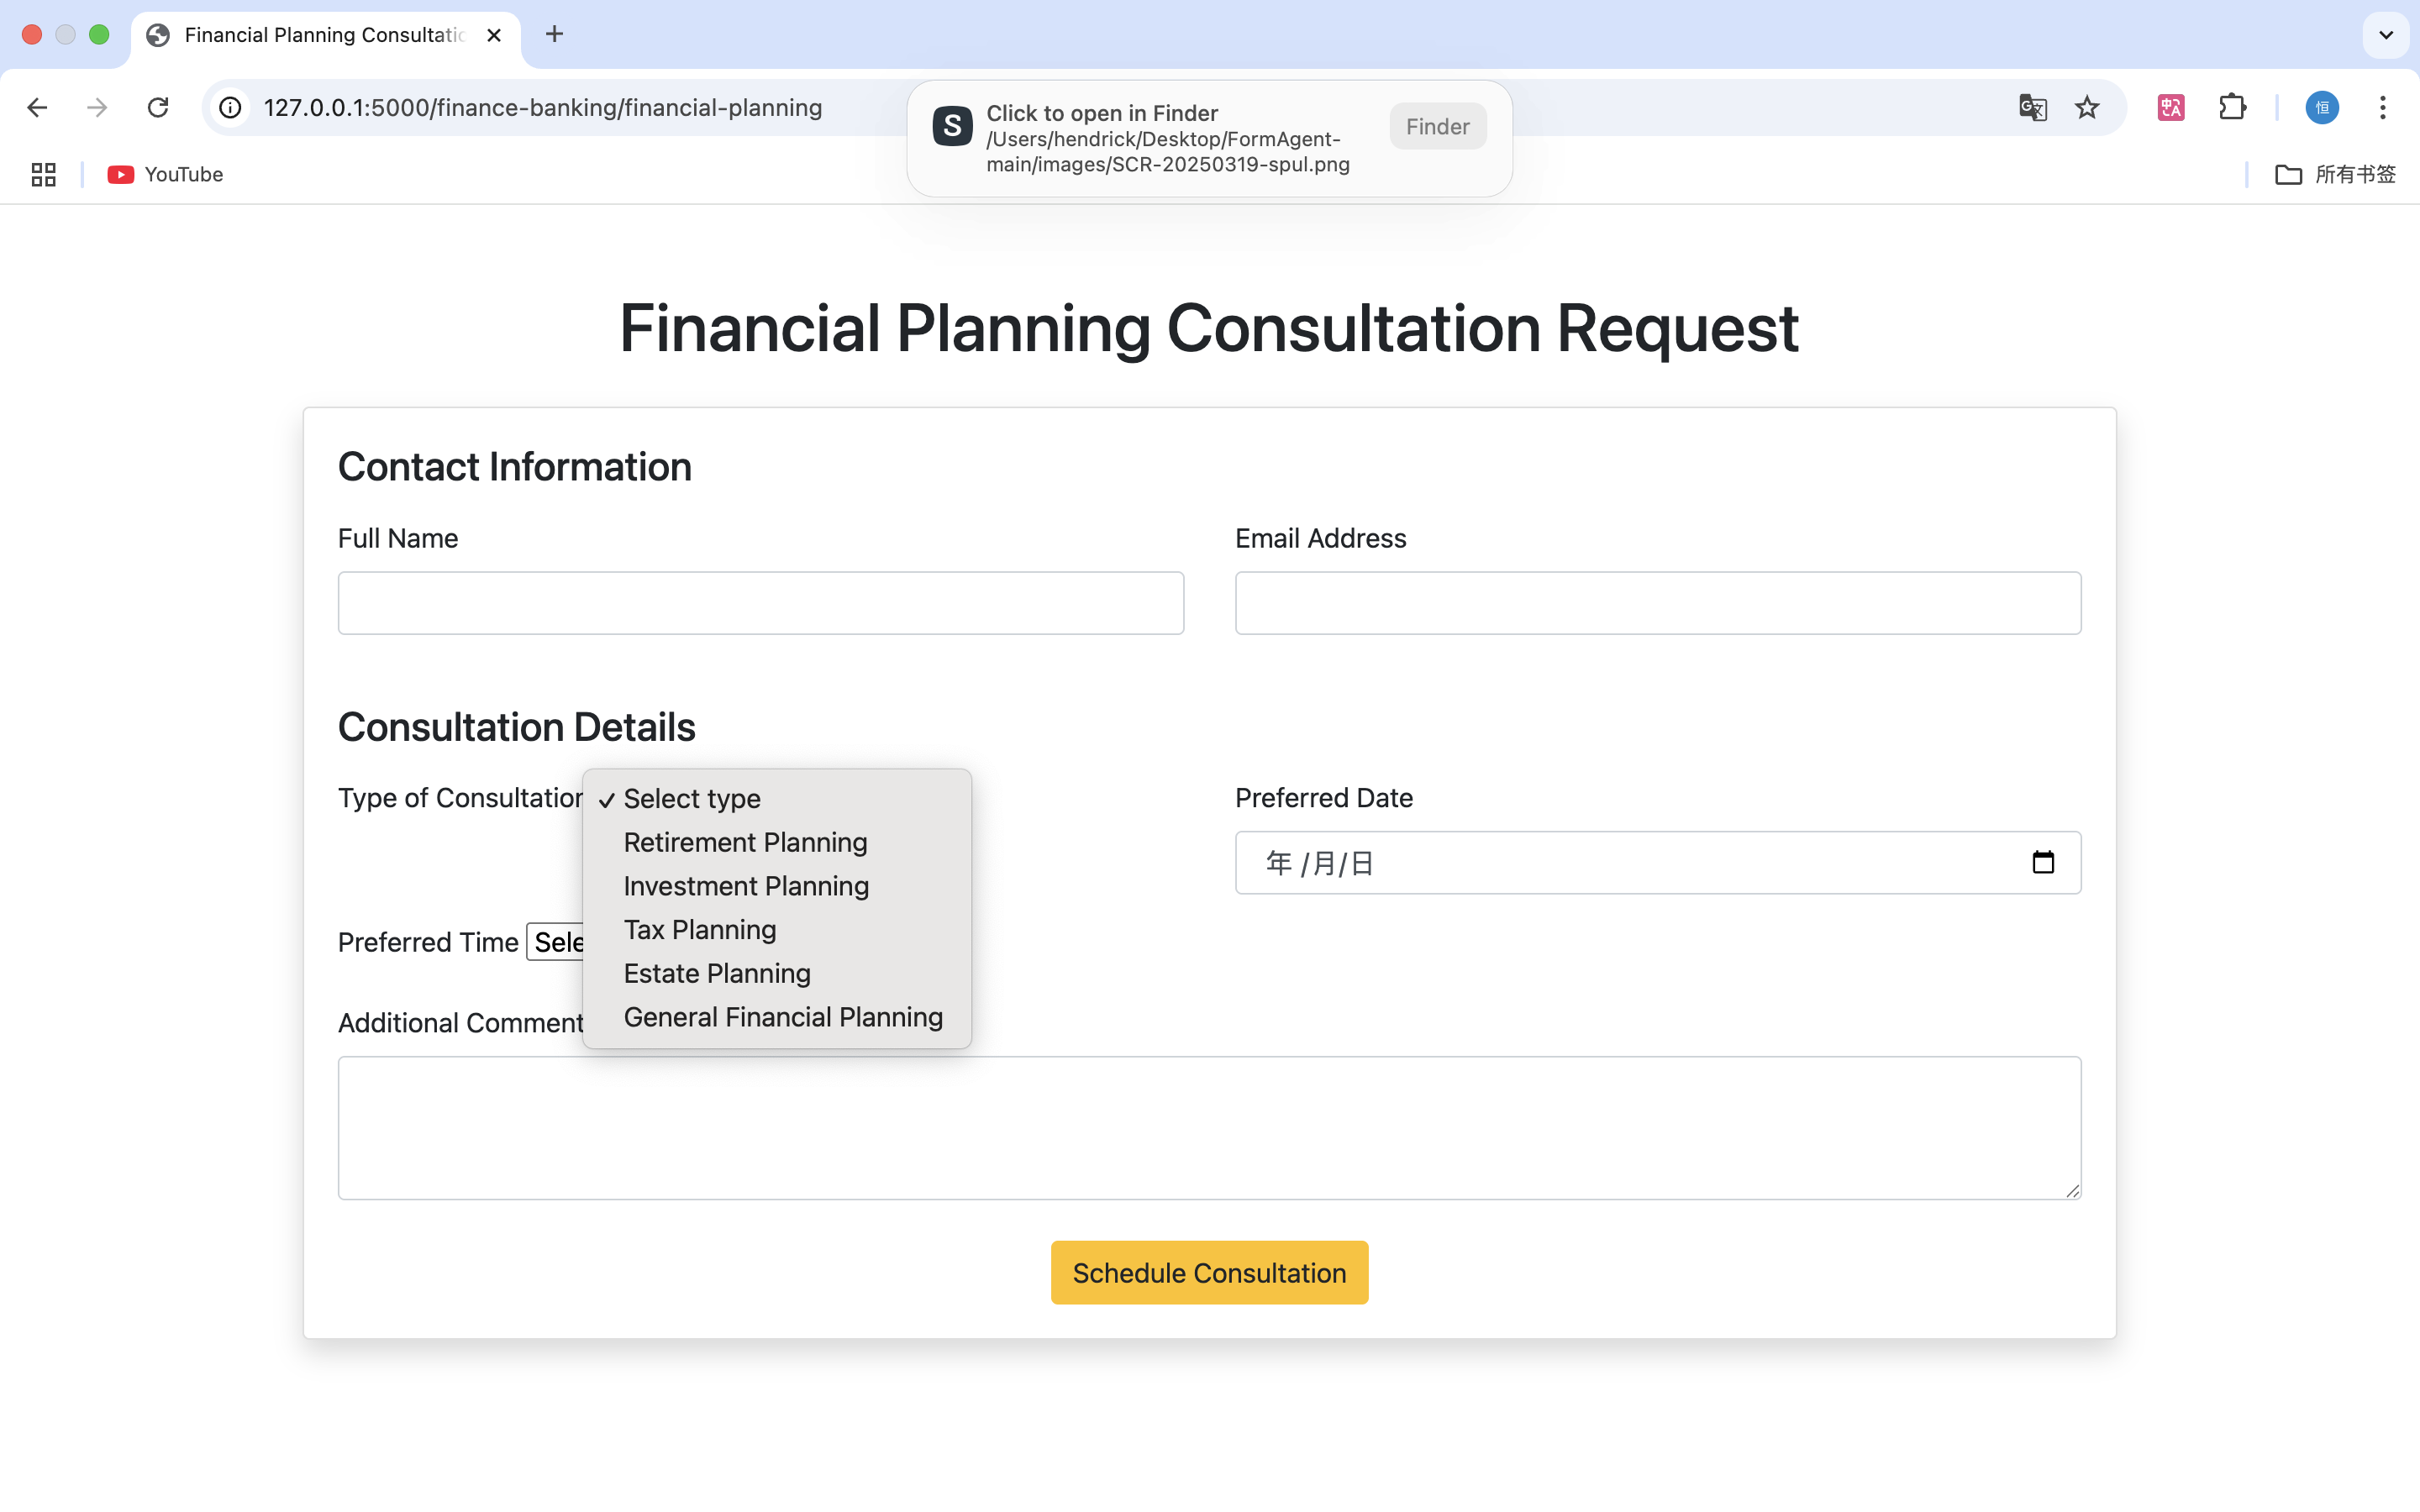 Financial Planning Consultatio
127.0.0.1:5000/finance-banking/financial-planning
Click to open in Finder
/Users/hendrick/Desktop/FormAgent-
main/images/SCR-20250319-spul.png
Finder
恒
YouTube
所有书签
Financial Planning Consultation Request
Contact Information
Full Name
Email Address
Consultation Details
Type of Consultation
Select type
Retirement Planning
Investment Planning
Tax Planning
Estate Planning
General Financial Planning
Preferred Date
年 /月/日
Preferred Time Sele
Additional Comment
Schedule Consultation